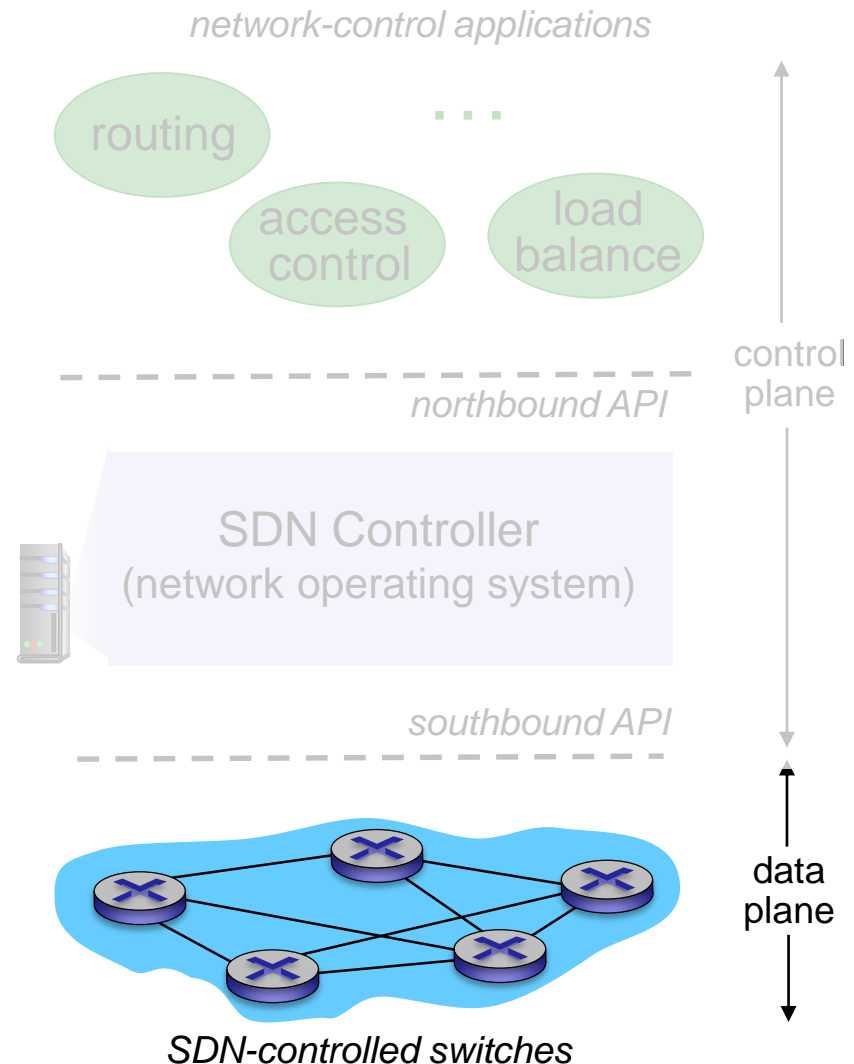 network-control applications
routing
...
access
control
load
balance
control
plane
northbound API
SDN Controller
(network operating system)
southbound API
data
plane
SDN-controlled switches